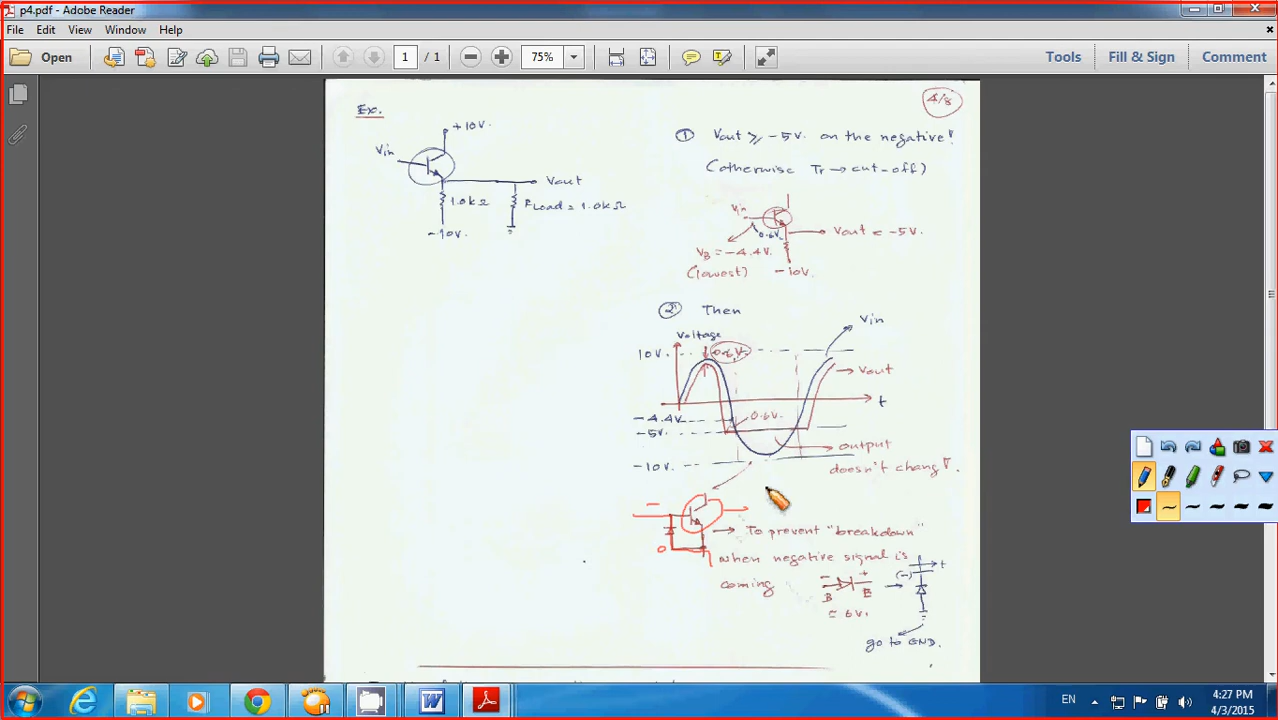 p4.pdf - Adobe Reader
File Edit View Window Help
Open
1 / 1
75%
Tools
Fill & Sign
Comment
Ex.
+10V.
Vin
Vout
1.0kΩ
RLoad = 1.0kΩ
-10V.
4/8
① Vout ≥ -5V. on the negative!
(otherwise Tr → cut-off)
Vin
0.6V
Vout = -5V.
VB = -4.4V.
(lowest)
-10V.
② Then
Voltage
Vin
10V.
0.6V.
Vout
t
-4.4V
0.6V.
-5V.
output
doesn't change.
-10V.
To prevent "breakdown"
when negative signal is
coming
- +
B E
≈ 6V.
(-) +
go to GND.
EN
4:27 PM
4/3/2015